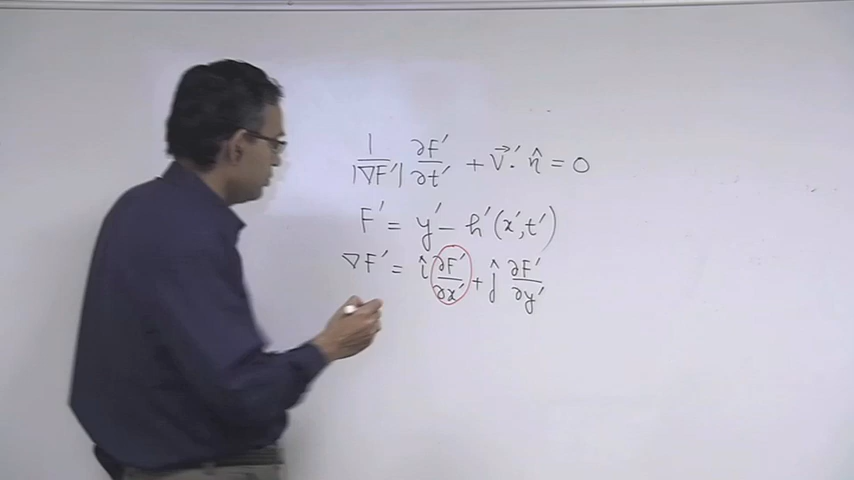 1/|∇F′| ∂F′/∂t′ + V⃗′· n̂ = 0
F′ = y′ − h′(x′,t′)
∇F′ = î ∂F′/∂x′ + ĵ ∂F′/∂y′